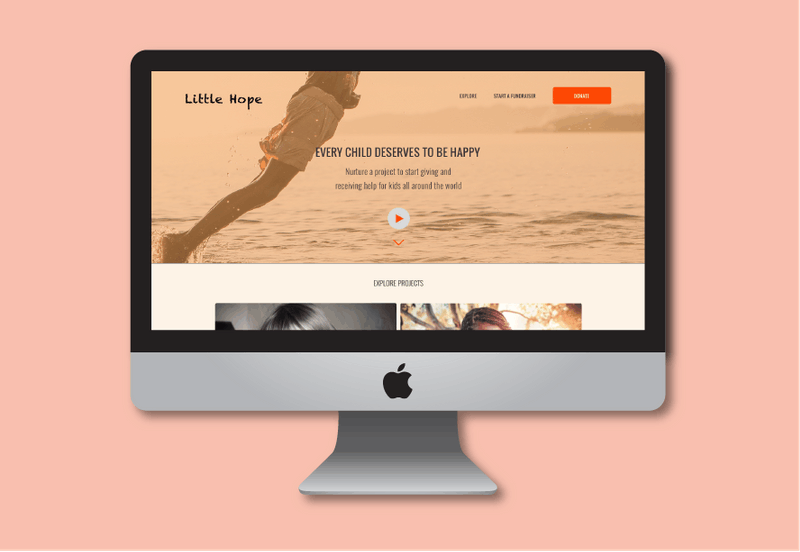 Little Hope
EXPLORE
START A FUNDRAISER
DONATE
EVERY CHILD DESERVES TO BE HAPPY
Nurture a project to start giving and
receiving help for kids all around the world
EXPLORE PROJECTS